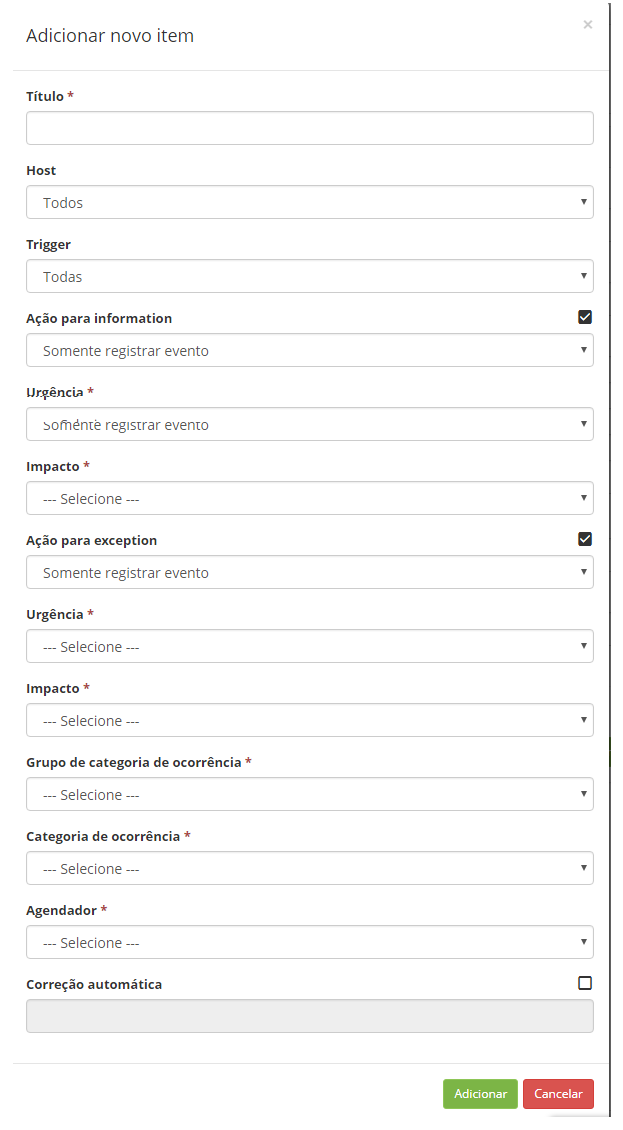 Adicionar novo item
×
Título *
Host
Todos
Trigger
Todas
Ação para information
Somente registrar evento
Urgência *
Somente registrar evento
Impacto *
--- Selecione ---
Ação para exception
Somente registrar evento
Urgência *
--- Selecione ---
Impacto *
--- Selecione ---
Grupo de categoria de ocorrência *
--- Selecione ---
Categoria de ocorrência *
--- Selecione ---
Agendador *
--- Selecione ---
Correção automática
Adicionar Cancelar